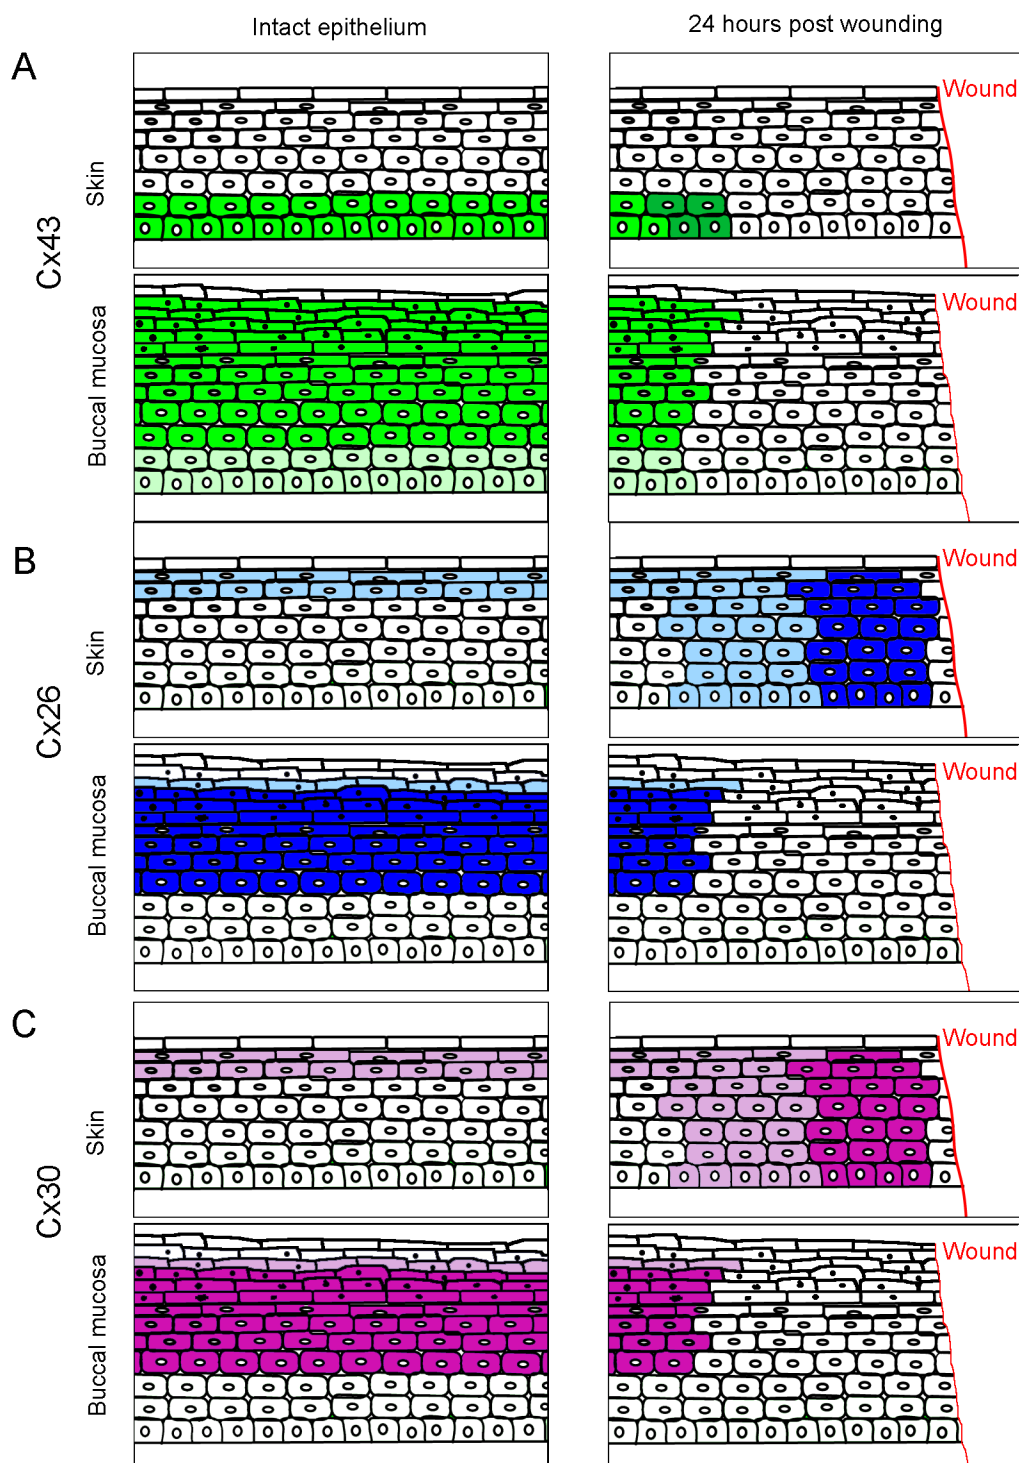 Intact epithelium
24 hours post wounding
A
Cx43
Skin
Wound
Buccal mucosa
Wound
B
Cx26
Skin
Wound
Buccal mucosa
Wound
C
Cx30
Skin
Wound
Buccal mucosa
Wound